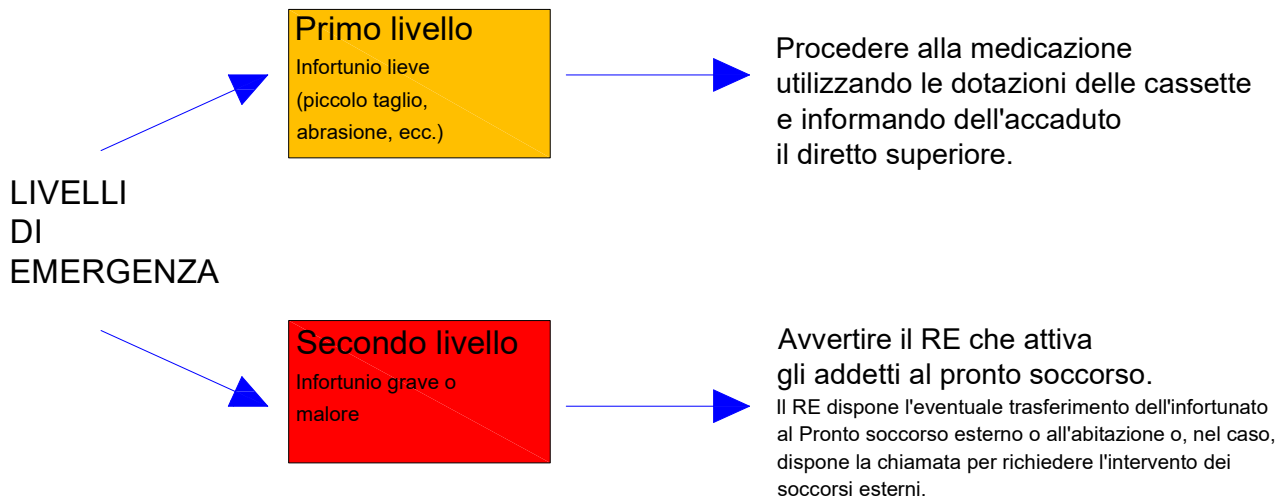 LIVELLI
DI
EMERGENZA
Primo livello
Infortunio lieve
(piccolo taglio,
abrasione, ecc.)
Procedere alla medicazione
utilizzando le dotazioni delle cassette
e informando dell'accaduto
il diretto superiore.
Secondo livello
Infortunio grave o
malore
Avvertire il RE che attiva
gli addetti al pronto soccorso.
Il RE dispone l'eventuale trasferimento dell'infortunato
al Pronto soccorso esterno o all'abitazione o, nel caso,
dispone la chiamata per richiedere l'intervento dei
soccorsi esterni.